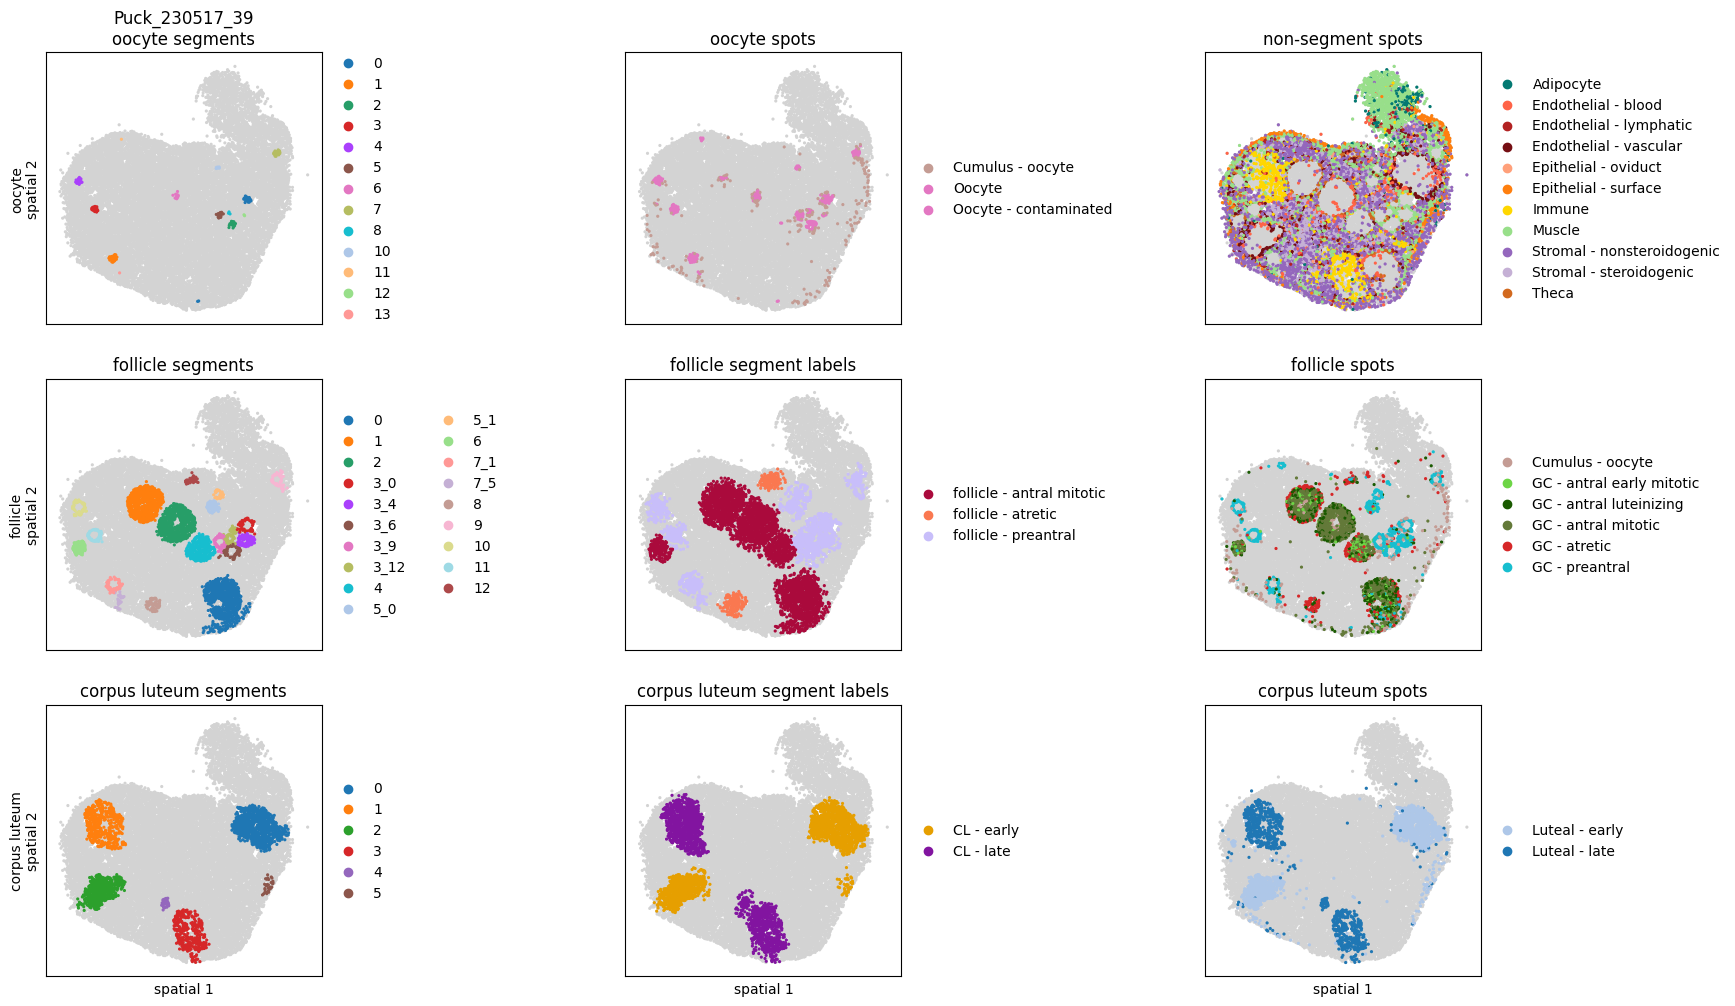 Puck_230517_39
oocyte segments
oocyte
spatial 2
0
1
2
3
4
5
6
7
8
10
11
12
13
oocyte spots
Cumulus - oocyte
Oocyte
Oocyte - contaminated
non-segment spots
Adipocyte
Endothelial - blood
Endothelial - lymphatic
Endothelial - vascular
Epithelial - oviduct
Epithelial - surface
Immune
Muscle
Stromal - nonsteroidogenic
Stromal - steroidogenic
Theca
follicle segments
follicle
spatial 2
0
1
2
3_0
3_4
3_6
3_9
3_12
4
5_0
5_1
6
7_1
7_5
8
9
10
11
12
follicle segment labels
follicle - antral mitotic
follicle - atretic
follicle - preantral
follicle spots
Cumulus - oocyte
GC - antral early mitotic
GC - antral luteinizing
GC - antral mitotic
GC - atretic
GC - preantral
corpus luteum segments
corpus luteum
spatial 2
spatial 1
0
1
2
3
4
5
corpus luteum segment labels
spatial 1
CL - early
CL - late
corpus luteum spots
spatial 1
Luteal - early
Luteal - late